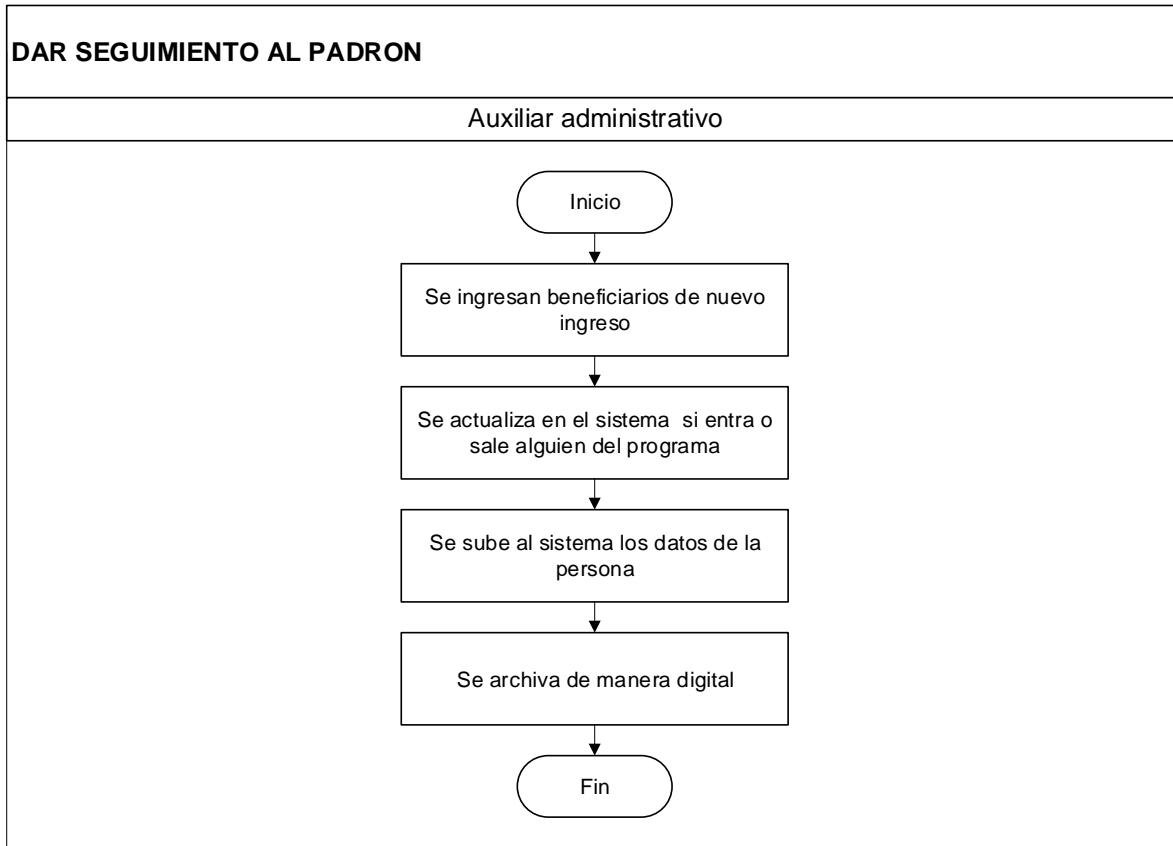 DAR SEGUIMIENTO AL PADRON
Auxiliar administrativo
Inicio
Se ingresan beneficiarios de nuevo
ingreso
Se actualiza en el sistema  si entra o
sale alguien del programa
Se sube al sistema los datos de la
persona
Se archiva de manera digital
Fin